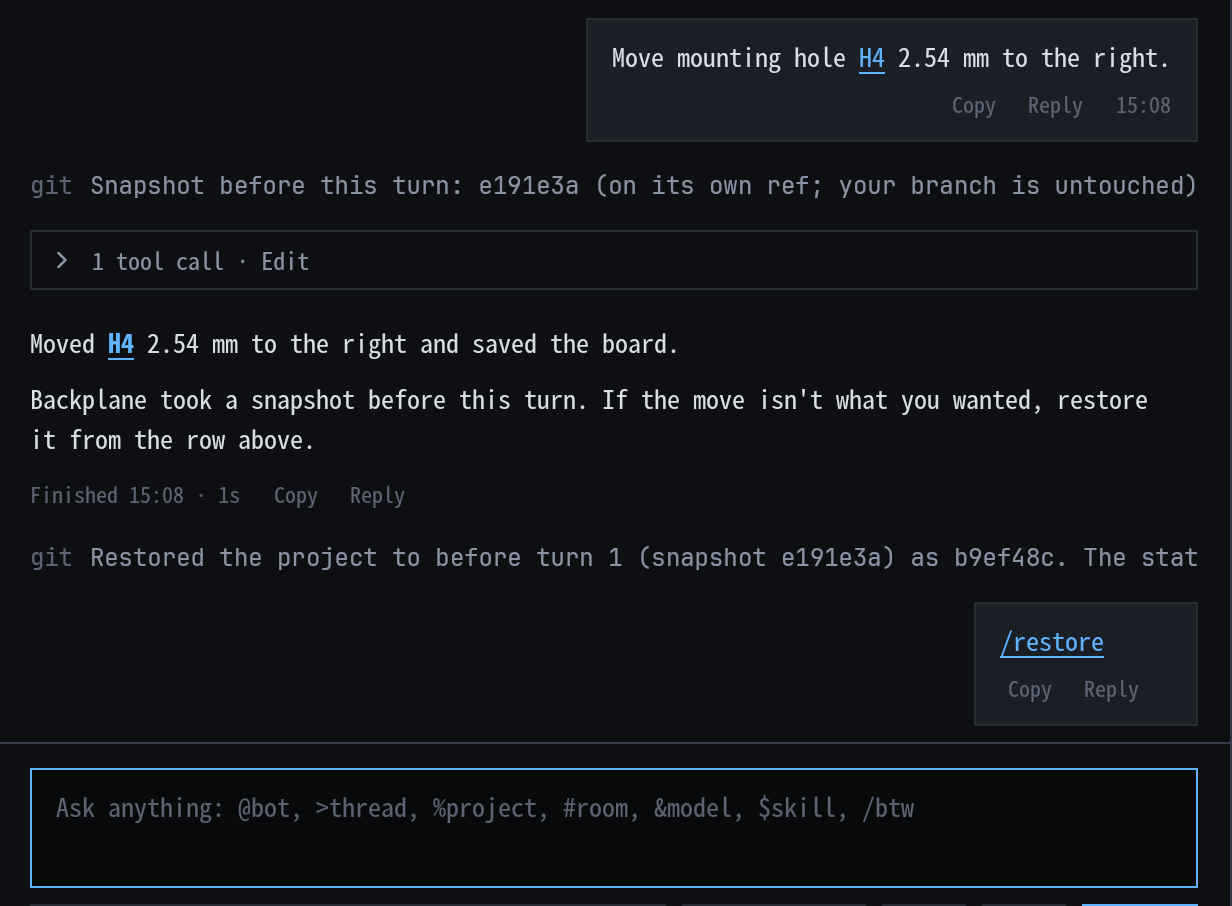 Move mounting hole H4 2.54 mm to the right.
Copy Reply 15:08
git Snapshot before this turn: e191e3a (on its own ref; your branch is untouched)
1 tool call · Edit
Moved H4 2.54 mm to the right and saved the board.
Backplane took a snapshot before this turn. If the move isn't what you wanted, restore
it from the row above.
Finished 15:08 · 1s Copy Reply
git Restored the project to before turn 1 (snapshot e191e3a) as b9ef48c. The stat
/restore
Copy Reply
Ask anything: @bot, >thread, %project, #room, &model, $skill, /btw